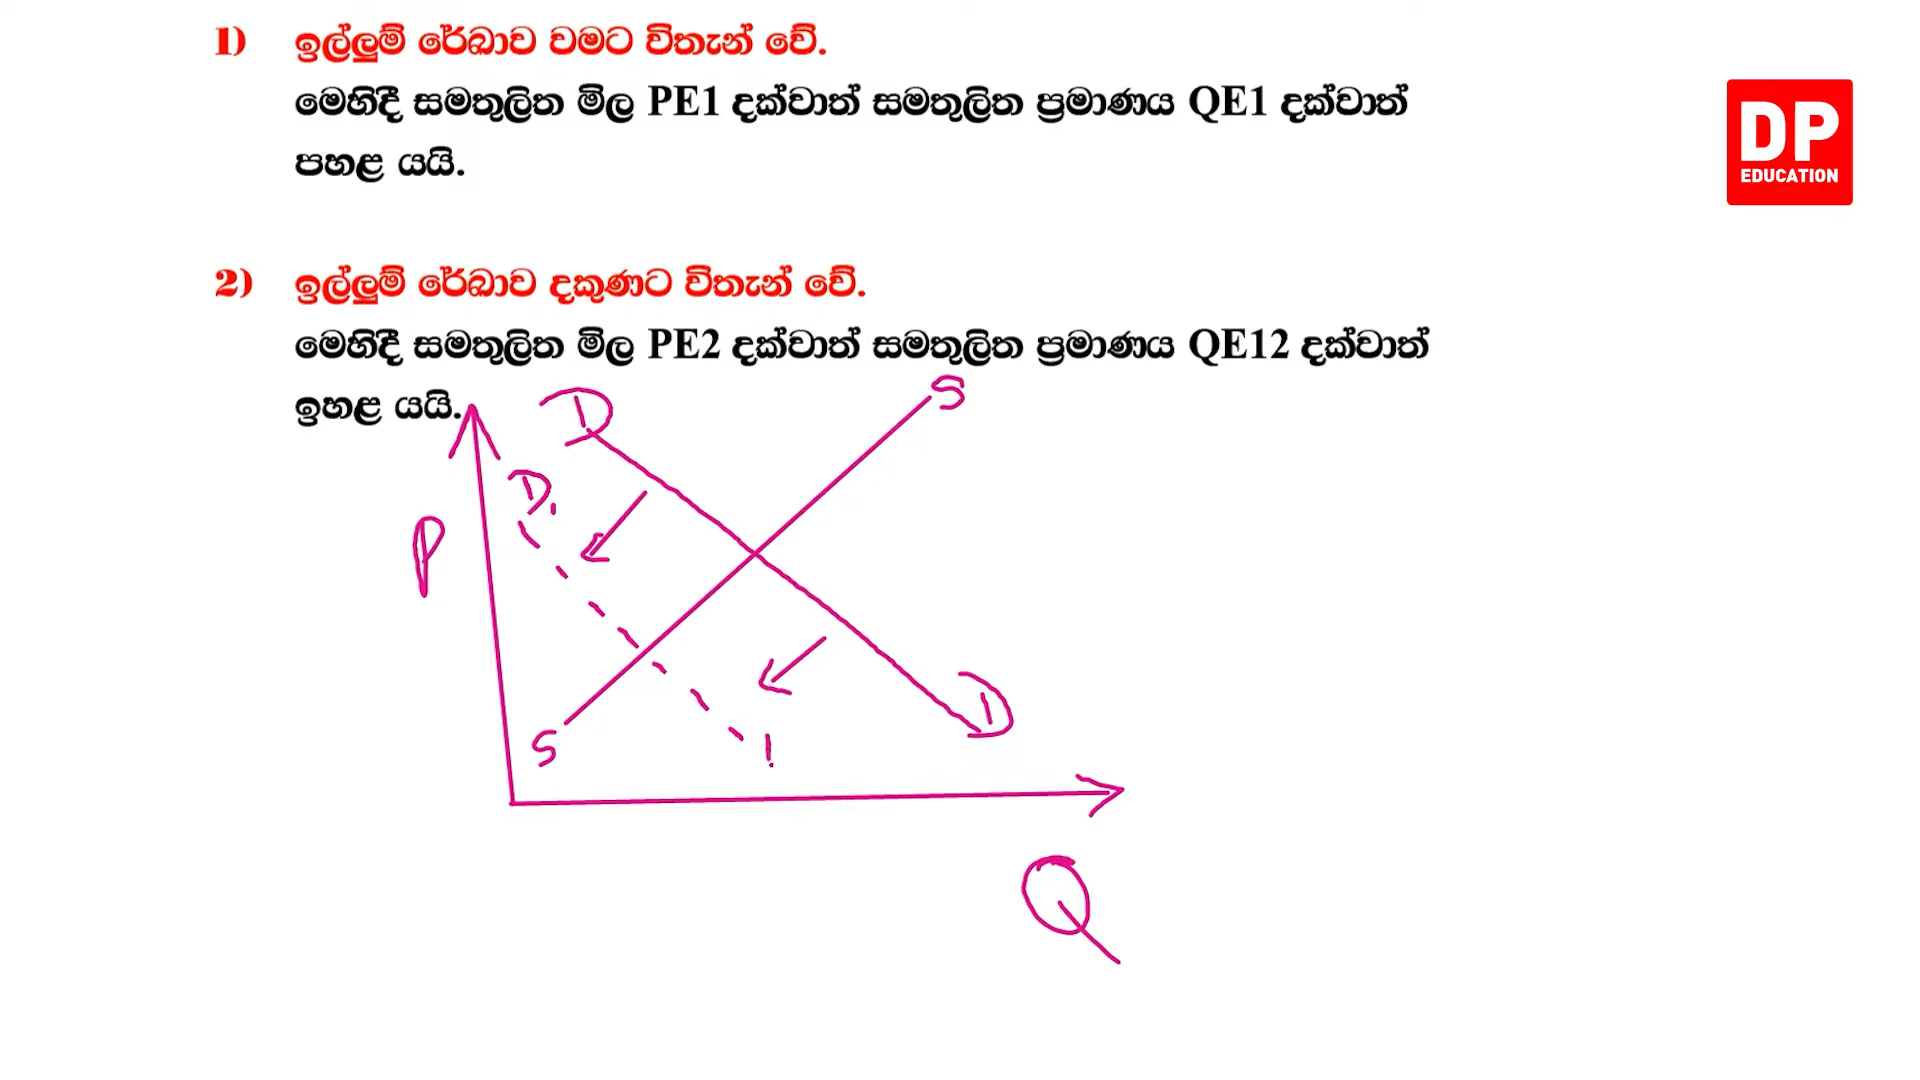 1) ඉල්ලුම් රේඛාව වමට විතැන් වේ.
මෙහිදී සමතුලිත මිල PE1 දක්වාත් සමතුලිත ප්‍රමාණය QE1 දක්වාත්
පහළ යයි.
DP
EDUCATION
2) ඉල්ලුම් රේඛාව දකුණට විතැන් වේ.
මෙහිදී සමතුලිත මිල PE2 දක්වාත් සමතුලිත ප්‍රමාණය QE12 දක්වාත්
ඉහළ යයි.
D
S
D1
P
D
S
Q